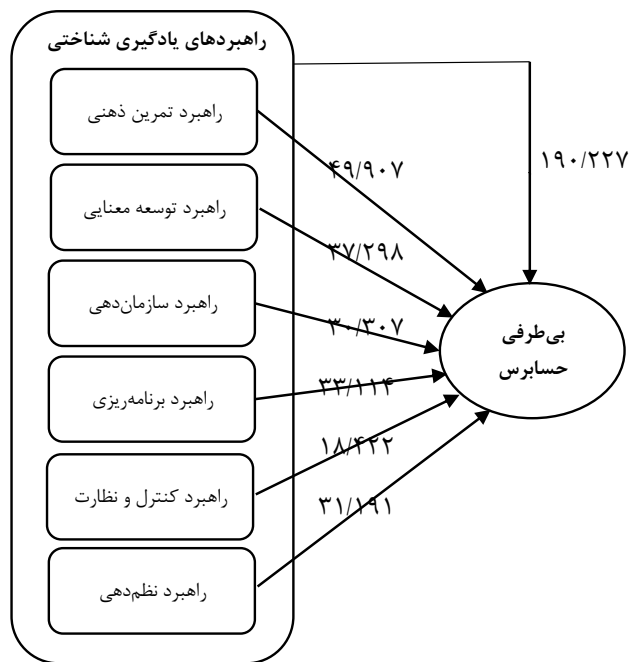 راهبردهای یادگیری شناختی
راهبرد تمرین ذهنی
۴۹/۹۰۷
۱۹۰/۲۲۷
راهبرد توسعه معنایی
۳۷/۲۹۸
راهبرد سازمان‌دهی
۳۰/۳۰۷
بی‌طرفی
حسابرس
راهبرد برنامه‌ریزی
۳۳/۱۱۴
راهبرد کنترل و نظارت
۱۸/۴۲۲
راهبرد نظم‌دهی
۳۱/۱۹۱